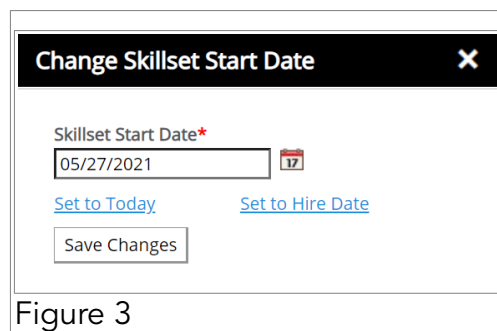 Change Skillset Start Date
Skillset Start Date*
05/27/2021
17
Set to Today Set to Hire Date
Save Changes
Figure 3